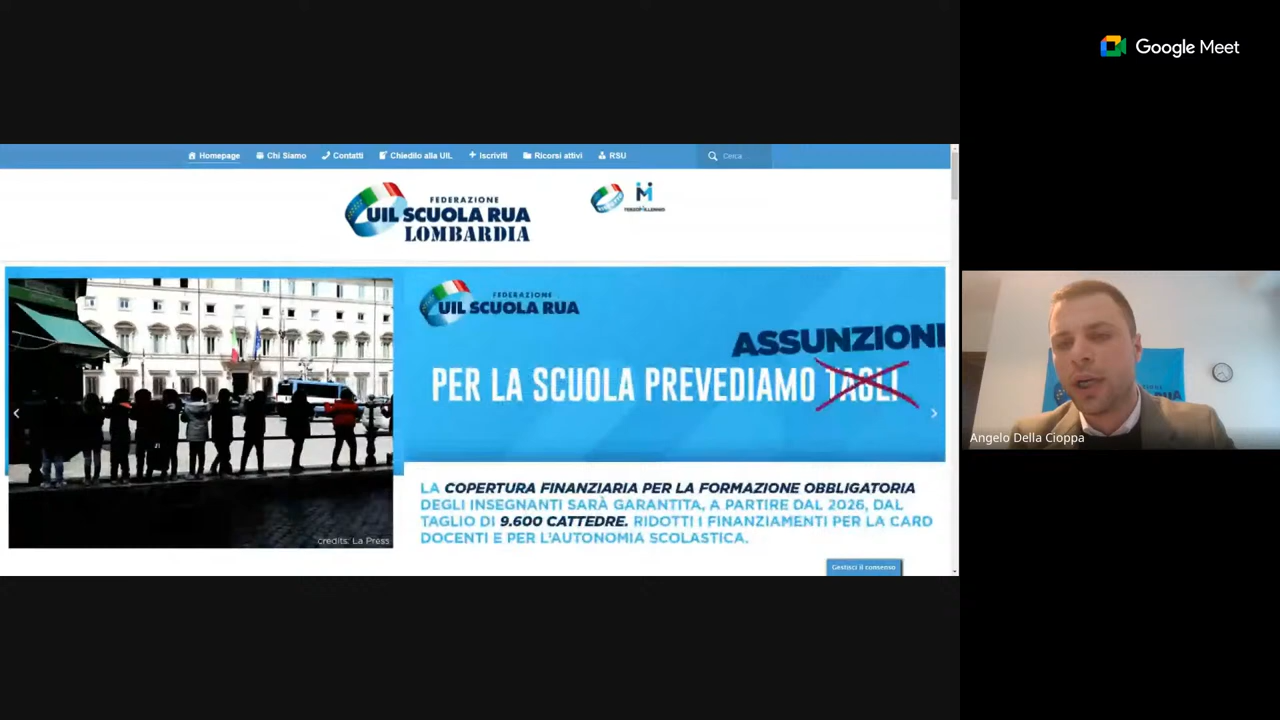 Google Meet
Homepage Chi Siamo Contatti Chiedilo alla UIL Iscriviti Ricorsi attivi RSU Cerca
FEDERAZIONE
UIL SCUOLA RUA
LOMBARDIA
FEDERAZIONE
UIL SCUOLA RUA
ASSUNZIONI
PER LA SCUOLA PREVEDIAMO TAGLI.
LA COPERTURA FINANZIARIA PER LA FORMAZIONE OBBLIGATORIA
DEGLI INSEGNANTI SARÀ GARANTITA, A PARTIRE DAL 2026, DAL
TAGLIO DI 9.600 CATTEDRE. RIDOTTI I FINANZIAMENTI PER LA CARD
DOCENTI E PER L'AUTONOMIA SCOLASTICA.
credits: La Press
Gestisci il consenso
Angelo Della Cioppa